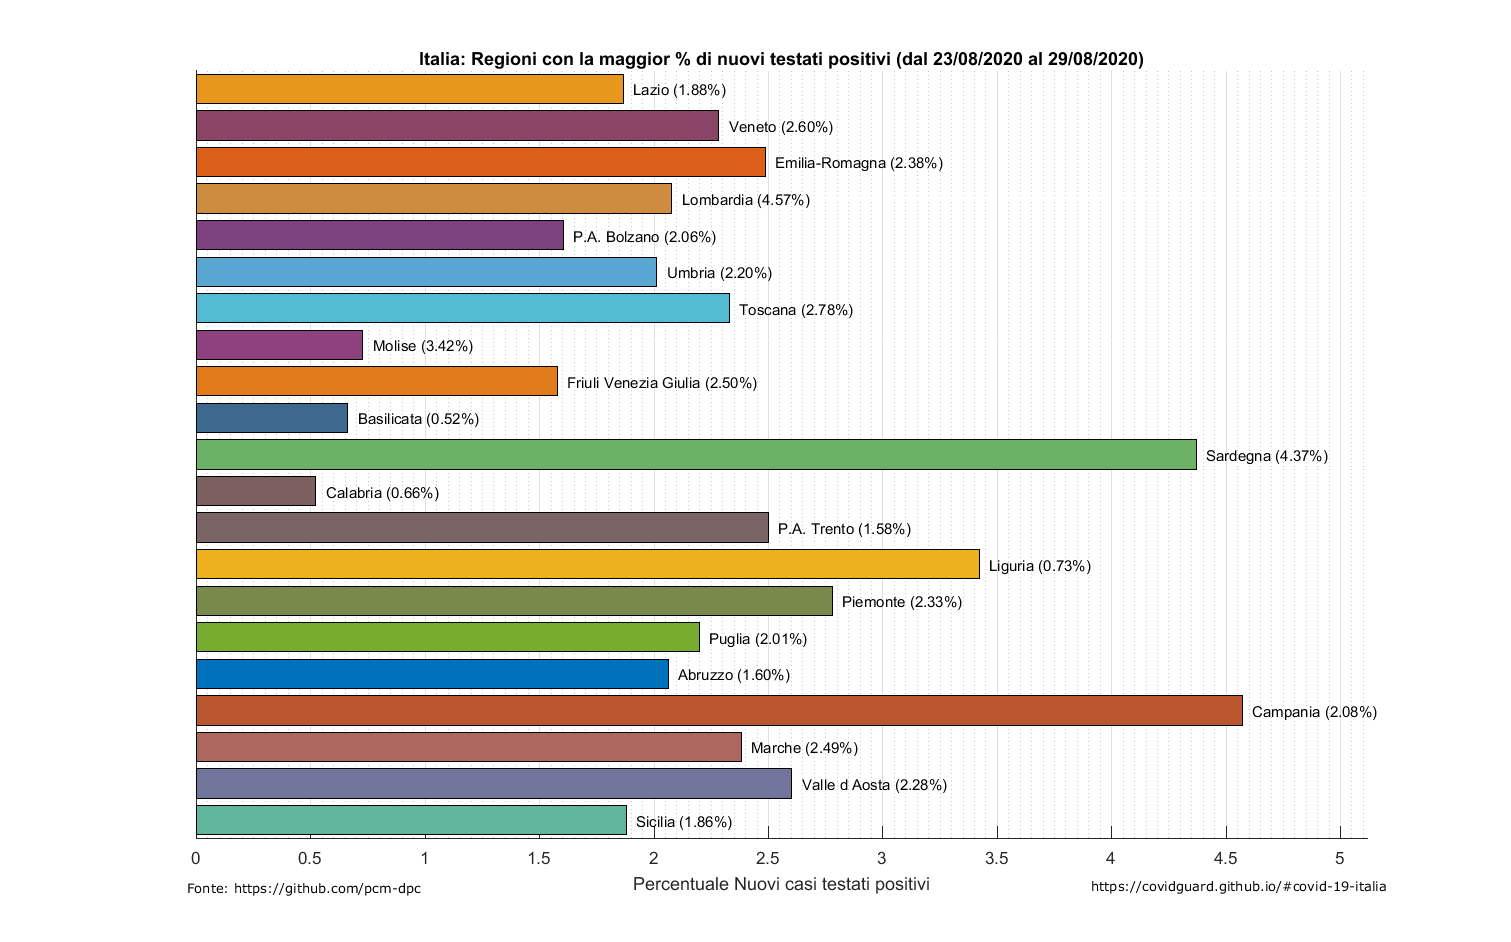 Italia: Regioni con la maggior % di nuovi testati positivi (dal 23/08/2020 al 29/08/2020)
Lazio (1.88%)
Veneto (2.60%)
Emilia-Romagna (2.38%)
Lombardia (4.57%)
P.A. Bolzano (2.06%)
Umbria (2.20%)
Toscana (2.78%)
Molise (3.42%)
Friuli Venezia Giulia (2.50%)
Basilicata (0.52%)
Sardegna (4.37%)
Calabria (0.66%)
P.A. Trento (1.58%)
Liguria (0.73%)
Piemonte (2.33%)
Puglia (2.01%)
Abruzzo (1.60%)
Campania (2.08%)
Marche (2.49%)
Valle d Aosta (2.28%)
Sicilia (1.86%)
0 0.5 1 1.5 2 2.5 3 3.5 4 4.5 5
Percentuale Nuovi casi testati positivi
Fonte: https://github.com/pcm-dpc
https://covidguard.github.io/#covid-19-italia